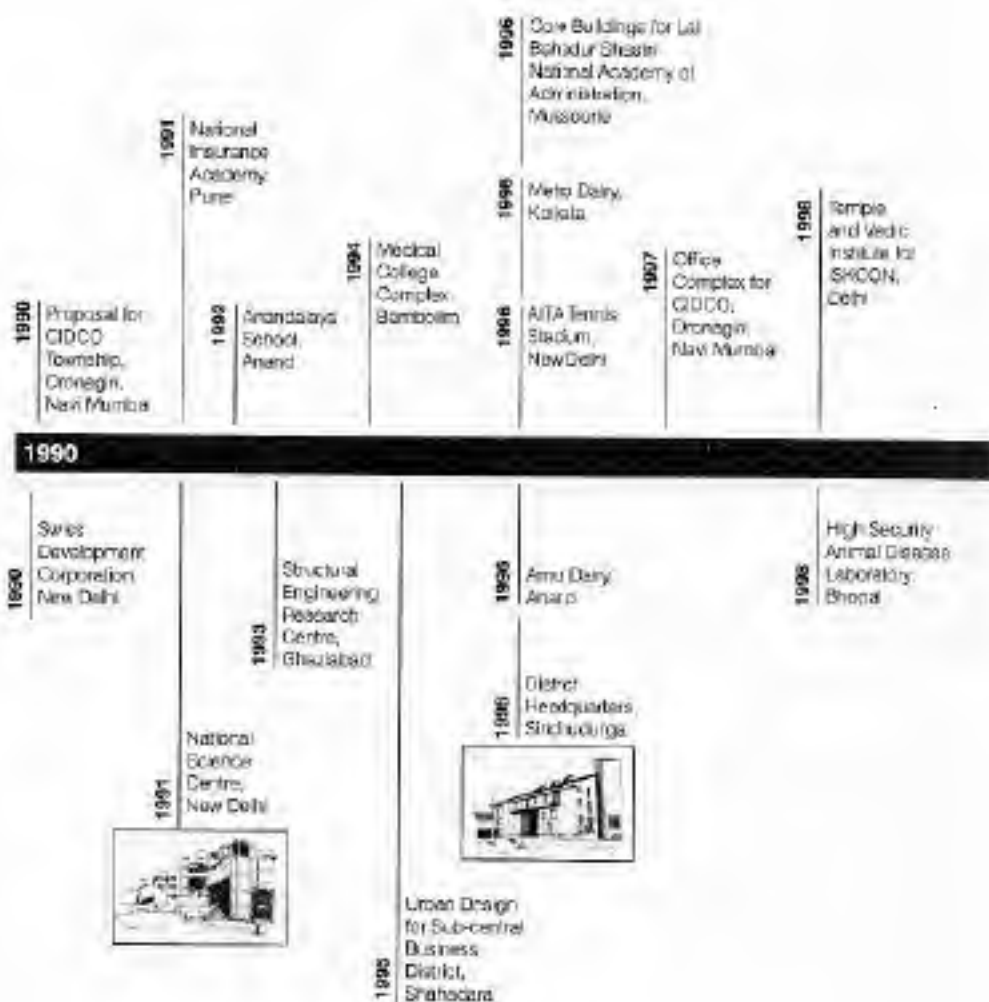 1996
Core Buildings for Lal
Bahadur Shastri
National Academy of
Administration,
Mussoorie
1991
National
Insurance
Academy,
Pune
1996
Metro Dairy,
Kolkata
1998
Temple
and Vedic
Institute for
ISKCON,
Delhi
1994
Medical
College
Complex,
Bambolim
1997
Office
Complex for
CIDCO,
Dronagiri,
Navi Mumbai
1990
Proposal for
CIDCO
Township,
Dronagiri,
Navi Mumbai
1992
Anandalaya
School,
Anand
1996
AITA Tennis
Stadium,
New Delhi
1990
1990
Swiss
Development
Corporation,
New Delhi
1993
Structural
Engineering
Research
Centre,
Ghaziabad
1996
Amul Dairy,
Anand
1998
High Security
Animal Disease
Laboratory,
Bhopal
1996
District
Headquarters,
Sindhudurga
1991
National
Science
Centre,
New Delhi
1995
Urban Design
for Sub-central
Business
District,
Shahadara